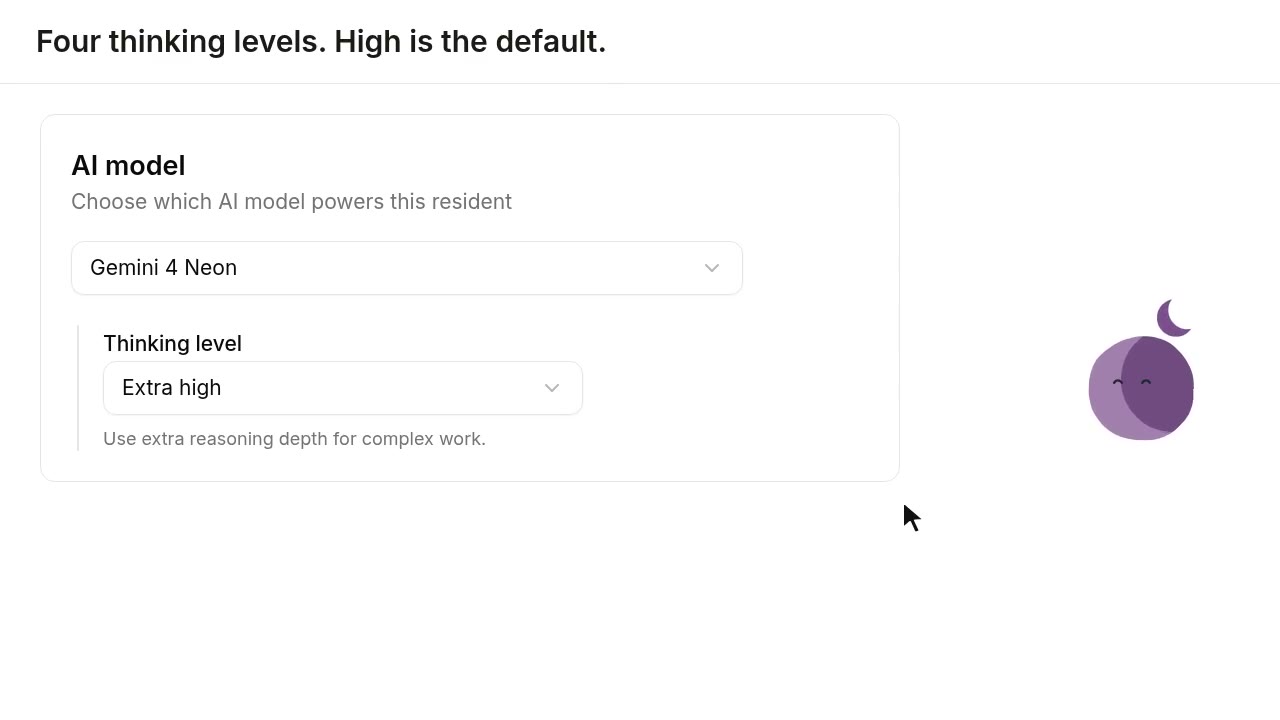 Four thinking levels. High is the default.
AI model
Choose which AI model powers this resident
Gemini 4 Neon
Thinking level
Extra high
Use extra reasoning depth for complex work.